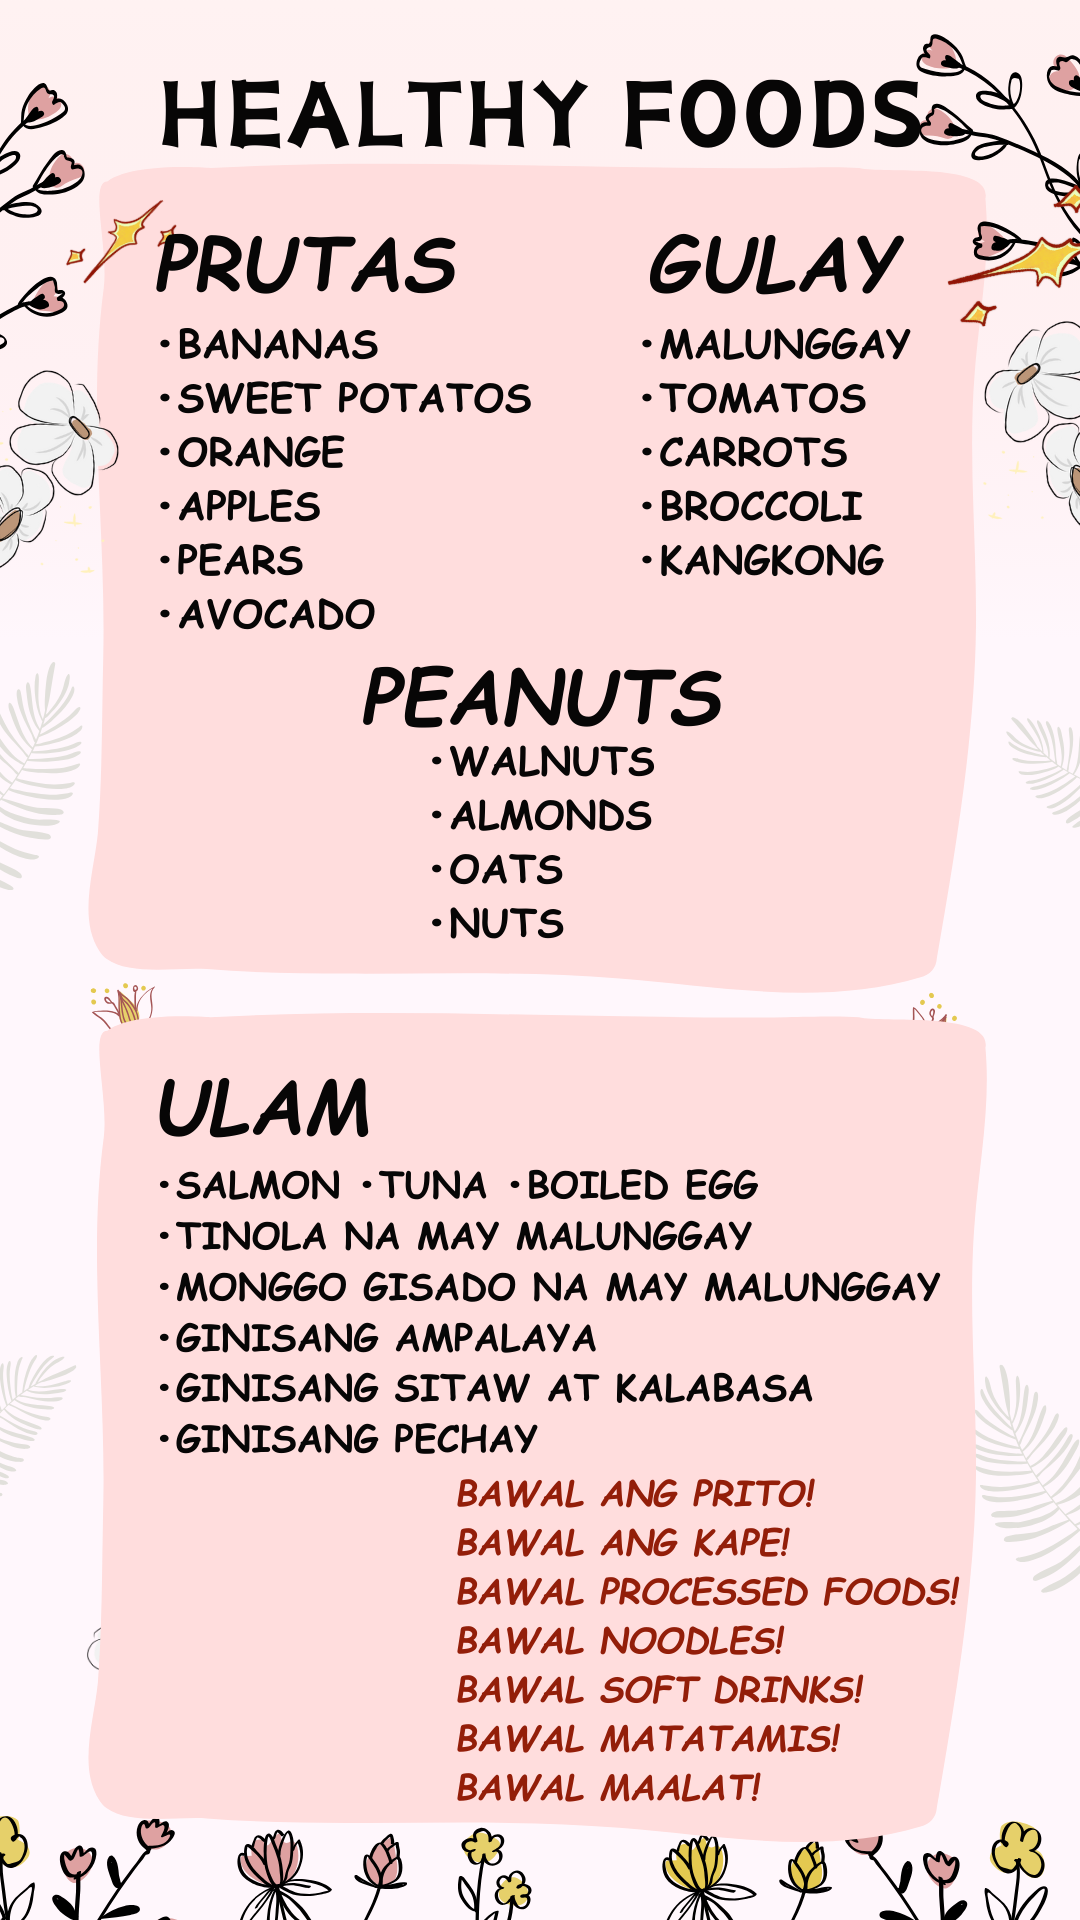 HEALTHY FOODS
PRUTAS
•BANANAS
•SWEET POTATOS
•ORANGE
•APPLES
•PEARS
•AVOCADO
GULAY
•MALUNGGAY
•TOMATOS
•CARROTS
•BROCCOLI
•KANGKONG
PEANUTS
•WALNUTS
•ALMONDS
•OATS
•NUTS
ULAM
•SALMON •TUNA •BOILED EGG
•TINOLA NA MAY MALUNGGAY
•MONGGO GISADO NA MAY MALUNGGAY
•GINISANG AMPALAYA
•GINISANG SITAW AT KALABASA
•GINISANG PECHAY
BAWAL ANG PRITO!
BAWAL ANG KAPE!
BAWAL PROCESSED FOODS!
BAWAL NOODLES!
BAWAL SOFT DRINKS!
BAWAL MATATAMIS!
BAWAL MAALAT!